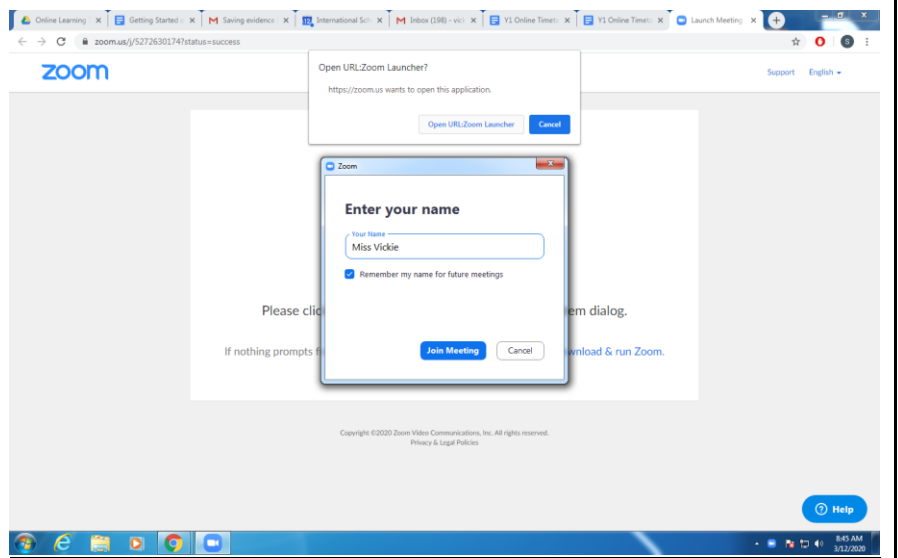 Online Learning
Getting Started
Saving evidence
International Sch
Inbox (198) - vick
Y1 Online Timeta
Y1 Online Timeta
Launch Meeting
zoom.us/j/5272630174?status=success
S
zoom
Support English
Open URL:Zoom Launcher?
https://zoom.us wants to open this application.
Open URL:Zoom Launcher Cancel
Zoom
Enter your name
Your Name
Miss Vickie
Remember my name for future meetings
Please clic em dialog.
Join Meeting Cancel
If nothing prompts f wnload & run Zoom.
Copyright ©2020 Zoom Video Communications, Inc. All rights reserved.
Privacy & Legal Policies
Help
8:45 AM
3/12/2020